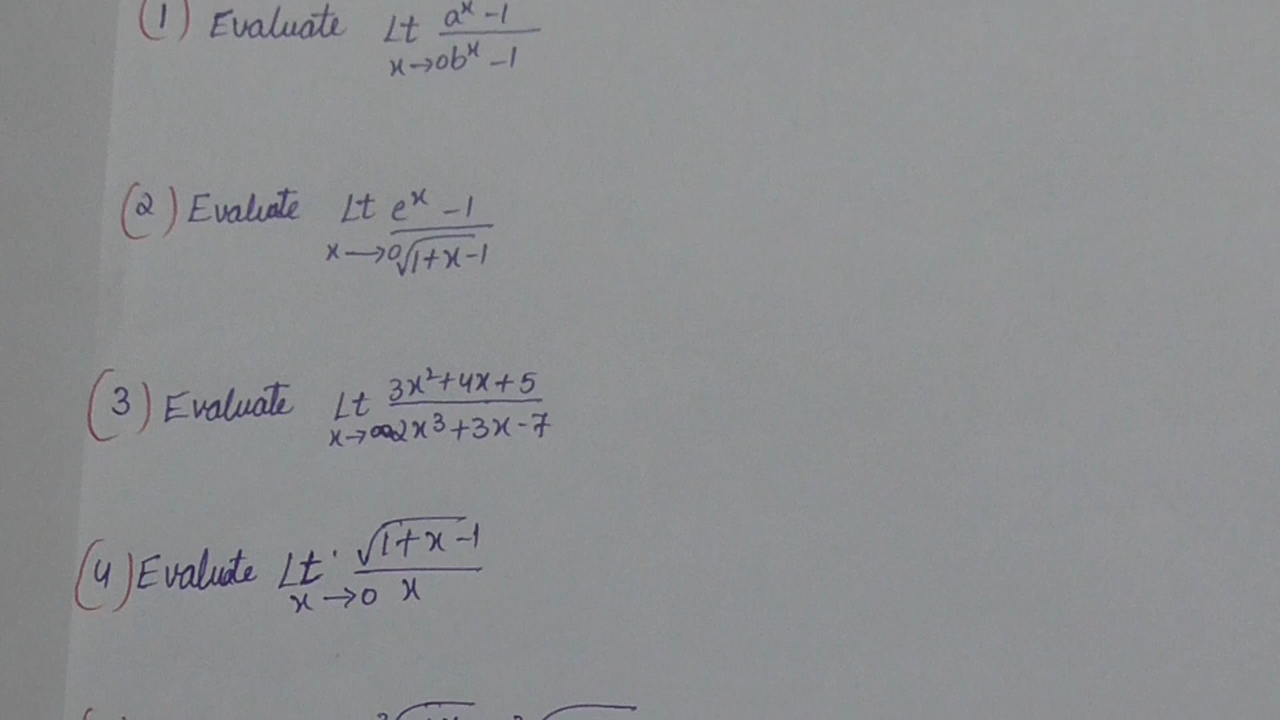 (1) Evaluate Lt a^x -1
x→0 b^x -1
(2) Evaluate Lt e^x -1
x→0 √1+x -1
(3) Evaluate Lt 3x²+4x+5
x→∞ 2x³+3x-7
(4) Evaluate Lt √1+x -1
x→0 x